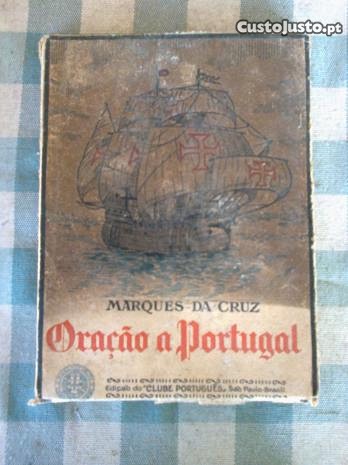 CustoJusto.pt
MARQUES DA CRUZ
Oração a Portugal
Edição do "CLUBE PORTUGUÊS", São Paulo-Brasil